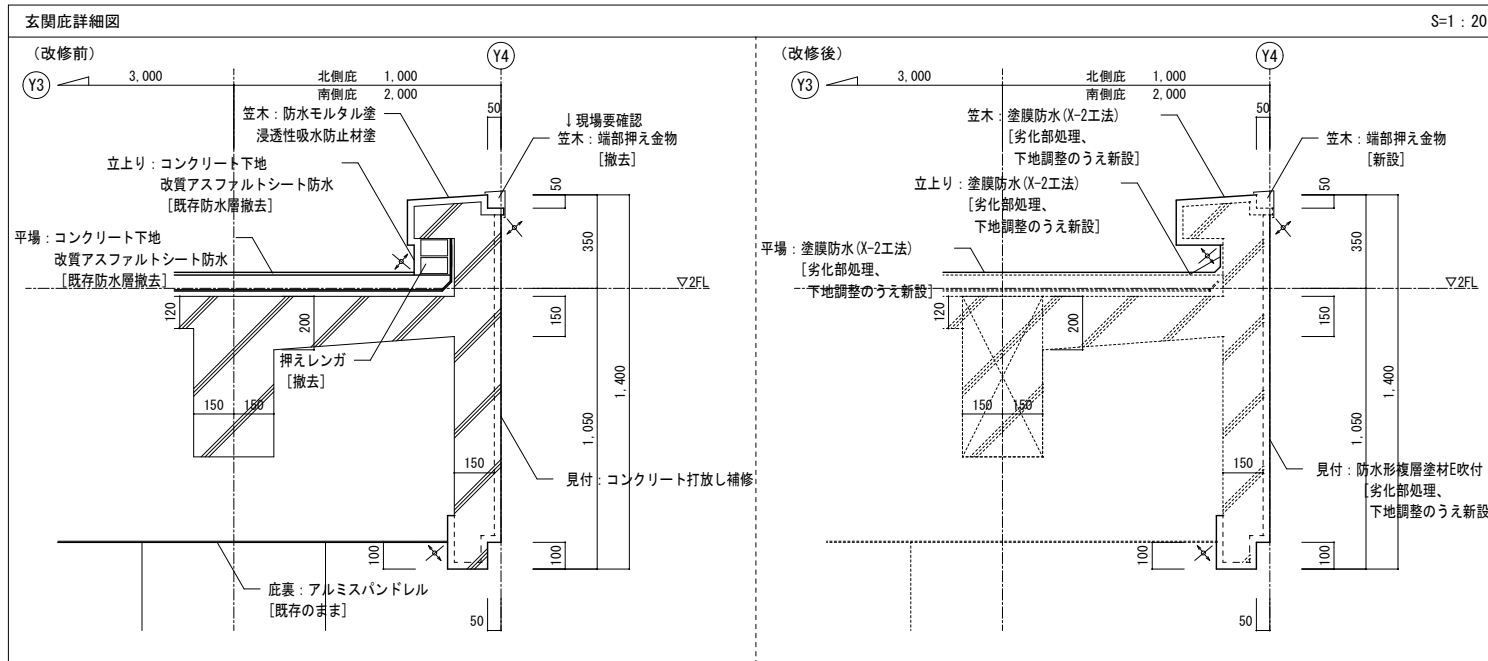 玄関庇詳細図
S=1：20
（改修前）
Y3
3,000
北側庇 1,000
南側庇 2,000
Y4
50
笠木：防水モルタル塗
浸透性吸水防止材塗
↓現場要確認
笠木：端部押え金物
[撤去]
立上り：コンクリート下地
改質アスファルトシート防水
[既存防水層撤去]
平場：コンクリート下地
改質アスファルトシート防水
[既存防水層撤去]
50
350
▽2FL
120
200
150
押えレンガ
[撤去]
1,400
1,050
150
150
150
見付：コンクリート打放し補修
100
100
庇裏：アルミスパンドレル
[既存のまま]
50
（改修後）
Y3
3,000
北側庇 1,000
南側庇 2,000
Y4
50
笠木：塗膜防水(X-2工法)
[劣化部処理、
下地調整のうえ新設]
笠木：端部押え金物
[新設]
立上り：塗膜防水(X-2工法)
[劣化部処理、
下地調整のうえ新設]
平場：塗膜防水(X-2工法)
[劣化部処理、
下地調整のうえ新設]
50
350
▽2FL
120
200
150
1,400
1,050
150
150
150
見付：防水形複層塗材E吹付
[劣化部処理、
下地調整のうえ新設
100
100
50